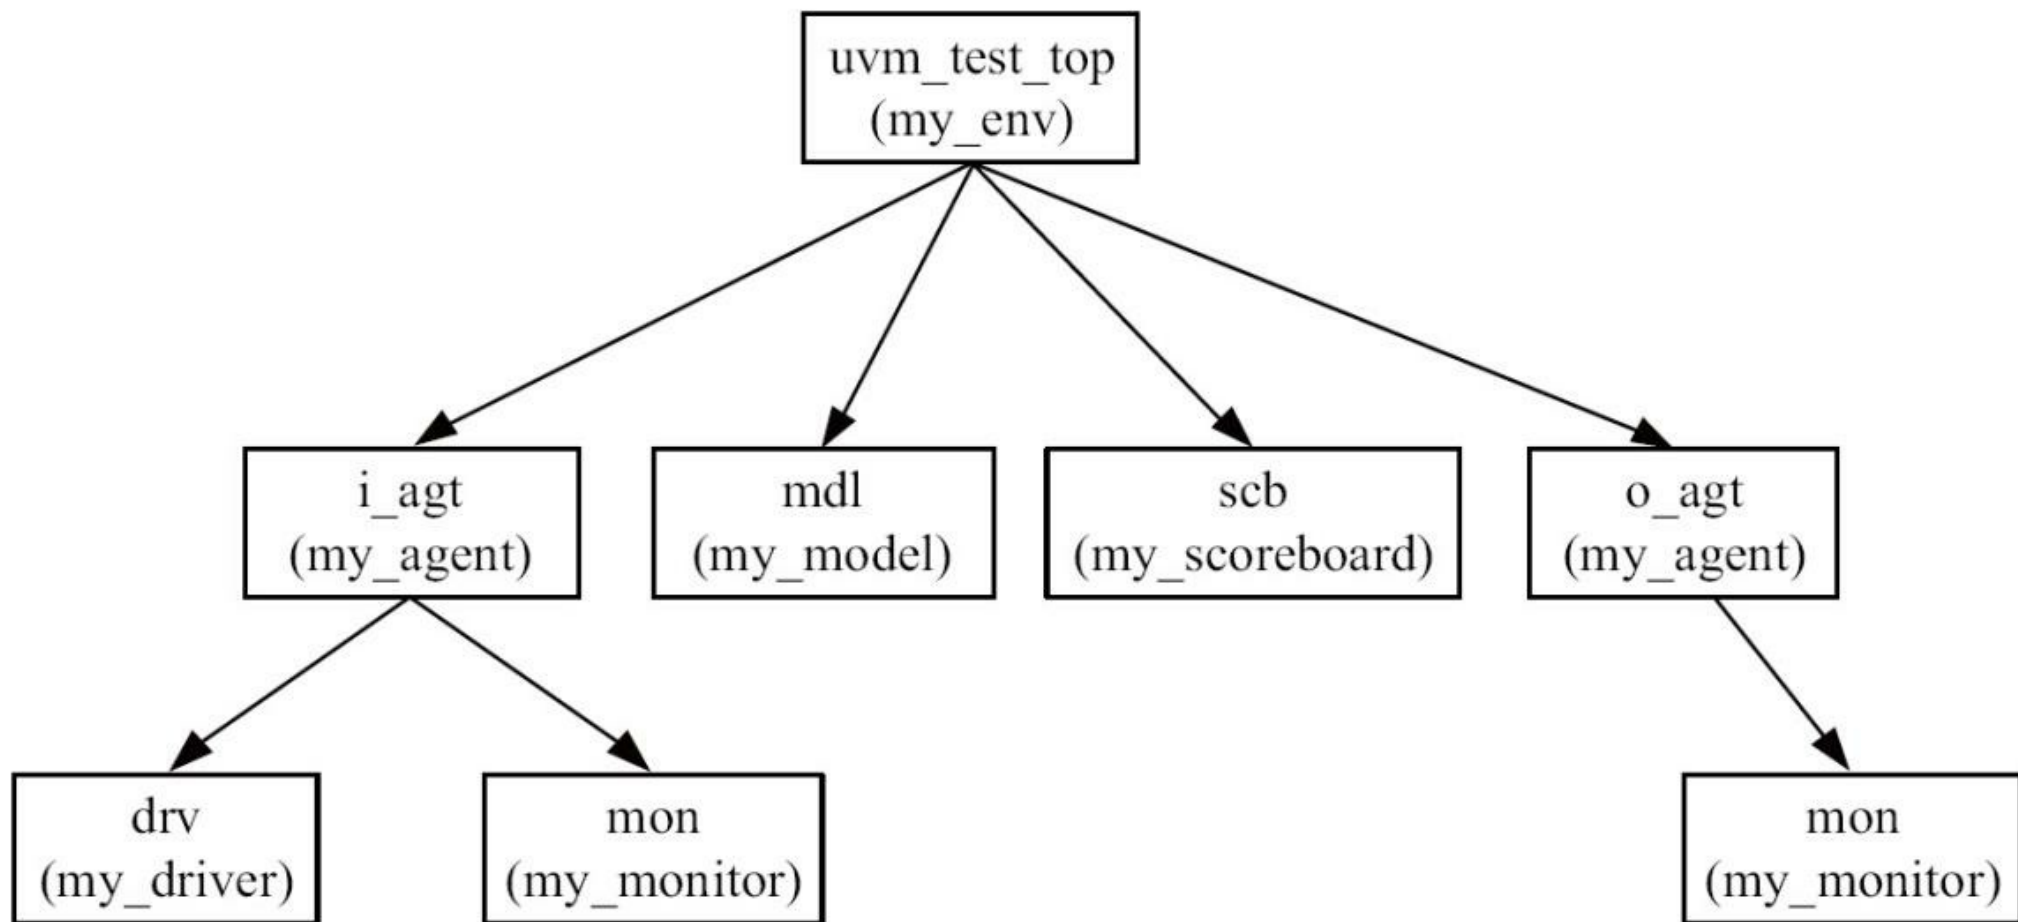 uvm_test_top
(my_env)
i_agt
(my_agent)
mdl
(my_model)
scb
(my_scoreboard)
o_agt
(my_agent)
drv
(my_driver)
mon
(my_monitor)
mon
(my_monitor)